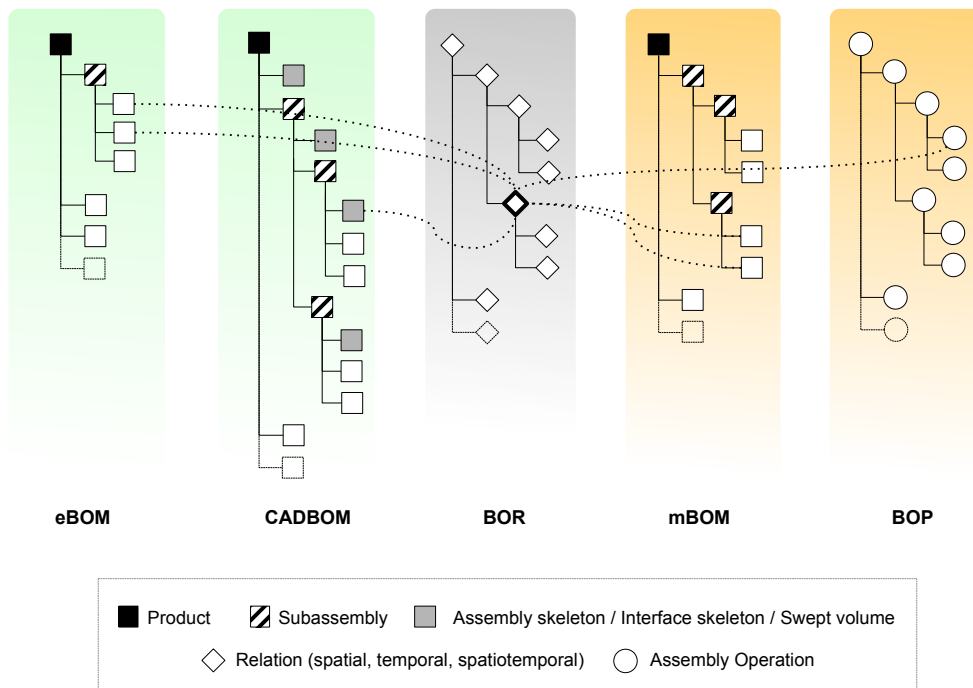 eBOM
CADBOM
BOR
mBOM
BOP
Product
Subassembly
Assembly skeleton / Interface skeleton / Swept volume
Relation (spatial, temporal, spatiotemporal)
Assembly Operation